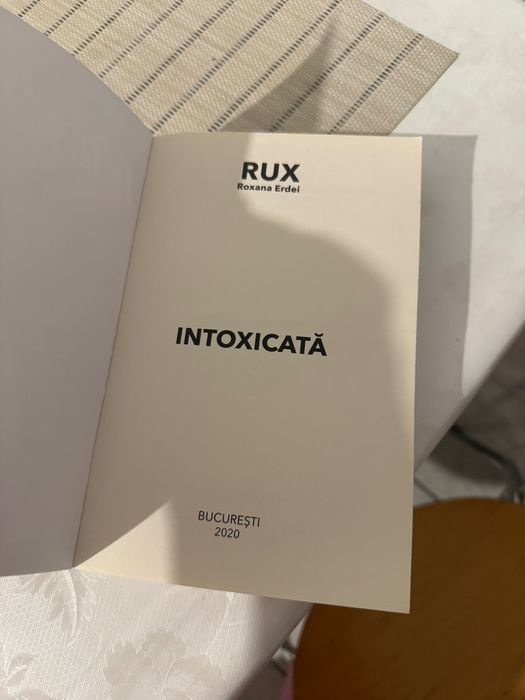 RUX
Roxana Erdei
INTOXICATĂ
BUCUREȘTI
2020